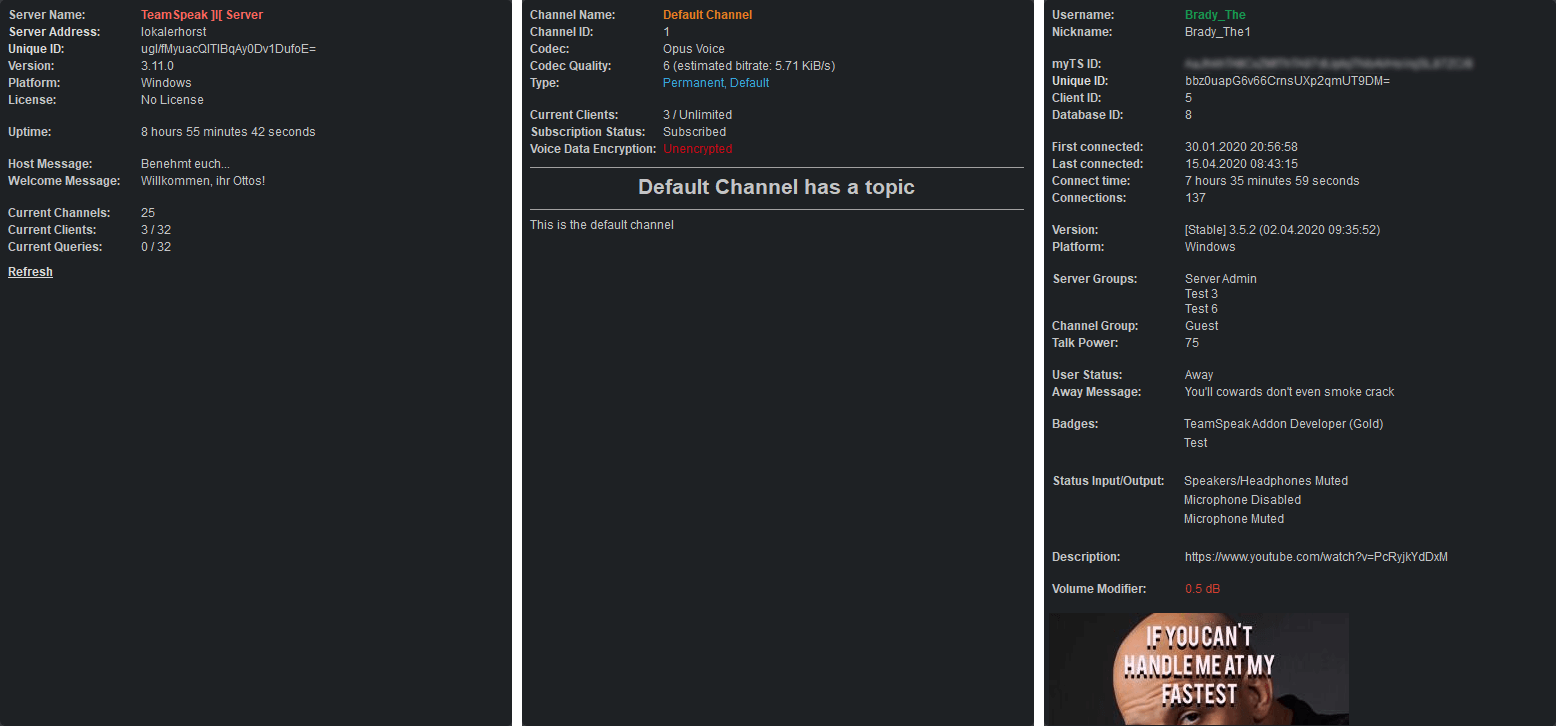 Server Name: TeamSpeak ]I[ Server
Server Address: lokalerhorst
Unique ID: ugl/fMyuacQITIBqAy0Dv1DufoE=
Version: 3.11.0
Platform: Windows
License: No License
Uptime: 8 hours 55 minutes 42 seconds
Host Message: Benehmt euch...
Welcome Message: Willkommen, ihr Ottos!
Current Channels: 25
Current Clients: 3 / 32
Current Queries: 0 / 32
Refresh
Channel Name: Default Channel
Channel ID: 1
Codec: Opus Voice
Codec Quality: 6 (estimated bitrate: 5.71 KiB/s)
Type: Permanent, Default
Current Clients: 3 / Unlimited
Subscription Status: Subscribed
Voice Data Encryption: Unencrypted
Default Channel has a topic
This is the default channel
Username: Brady_The
Nickname: Brady_The1
myTS ID:
Unique ID: bbz0uapG6v66CrnsUXp2qmUT9DM=
Client ID: 5
Database ID: 8
First connected: 30.01.2020 20:56:58
Last connected: 15.04.2020 08:43:15
Connect time: 7 hours 35 minutes 59 seconds
Connections: 137
Version: [Stable] 3.5.2 (02.04.2020 09:35:52)
Platform: Windows
Server Groups: Server Admin
Test 3
Test 6
Channel Group: Guest
Talk Power: 75
User Status: Away
Away Message: You'll cowards don't even smoke crack
Badges: TeamSpeak Addon Developer (Gold)
Test
Status Input/Output: Speakers/Headphones Muted
Microphone Disabled
Microphone Muted
Description: https://www.youtube.com/watch?v=PcRyjkYdDxM
Volume Modifier: 0.5 dB
IF YOU CAN'T
HANDLE ME AT MY
FASTEST